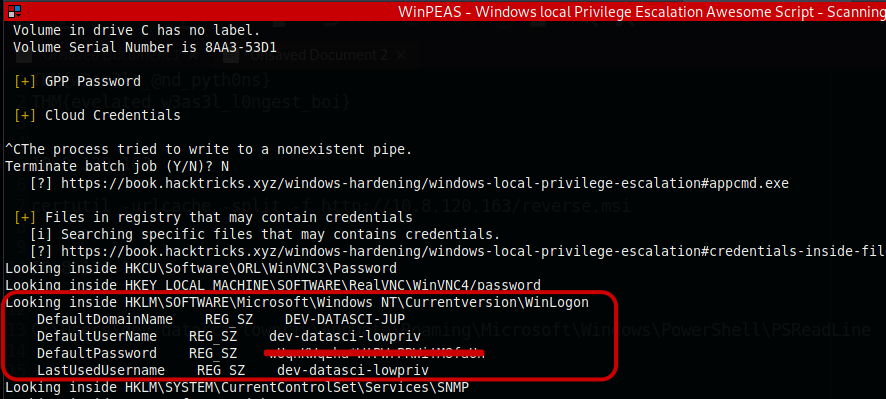 WinPEAS - Windows local Privilege Escalation Awesome Script - Scanning
Volume in drive C has no label.
Volume Serial Number is 8AA3-53D1
Unsaved Document 2
[+] GPP Password
[+] Cloud Credentials
^CThe process tried to write to a nonexistent pipe.
Terminate batch job (Y/N)? N
[?] https://book.hacktricks.xyz/windows-hardening/windows-local-privilege-escalation#appcmd.exe
[+] Files in registry that may contain credentials
[i] Searching specific files that may contains credentials.
[?] https://book.hacktricks.xyz/windows-hardening/windows-local-privilege-escalation#credentials-inside-fil
Looking inside HKCU\Software\ORL\WinVNC3\Password
Looking inside HKEY_LOCAL_MACHINE\SOFTWARE\RealVNC\WinVNC4/password
Looking inside HKLM\SOFTWARE\Microsoft\Windows NT\Currentversion\WinLogon
DefaultDomainName REG_SZ DEV-DATASCI-JUP
DefaultUserName REG_SZ dev-datasci-lowpriv
DefaultPassword REG_SZ
LastUsedUsername REG_SZ dev-datasci-lowpriv
Looking inside HKLM\SYSTEM\CurrentControlSet\Services\SNMP